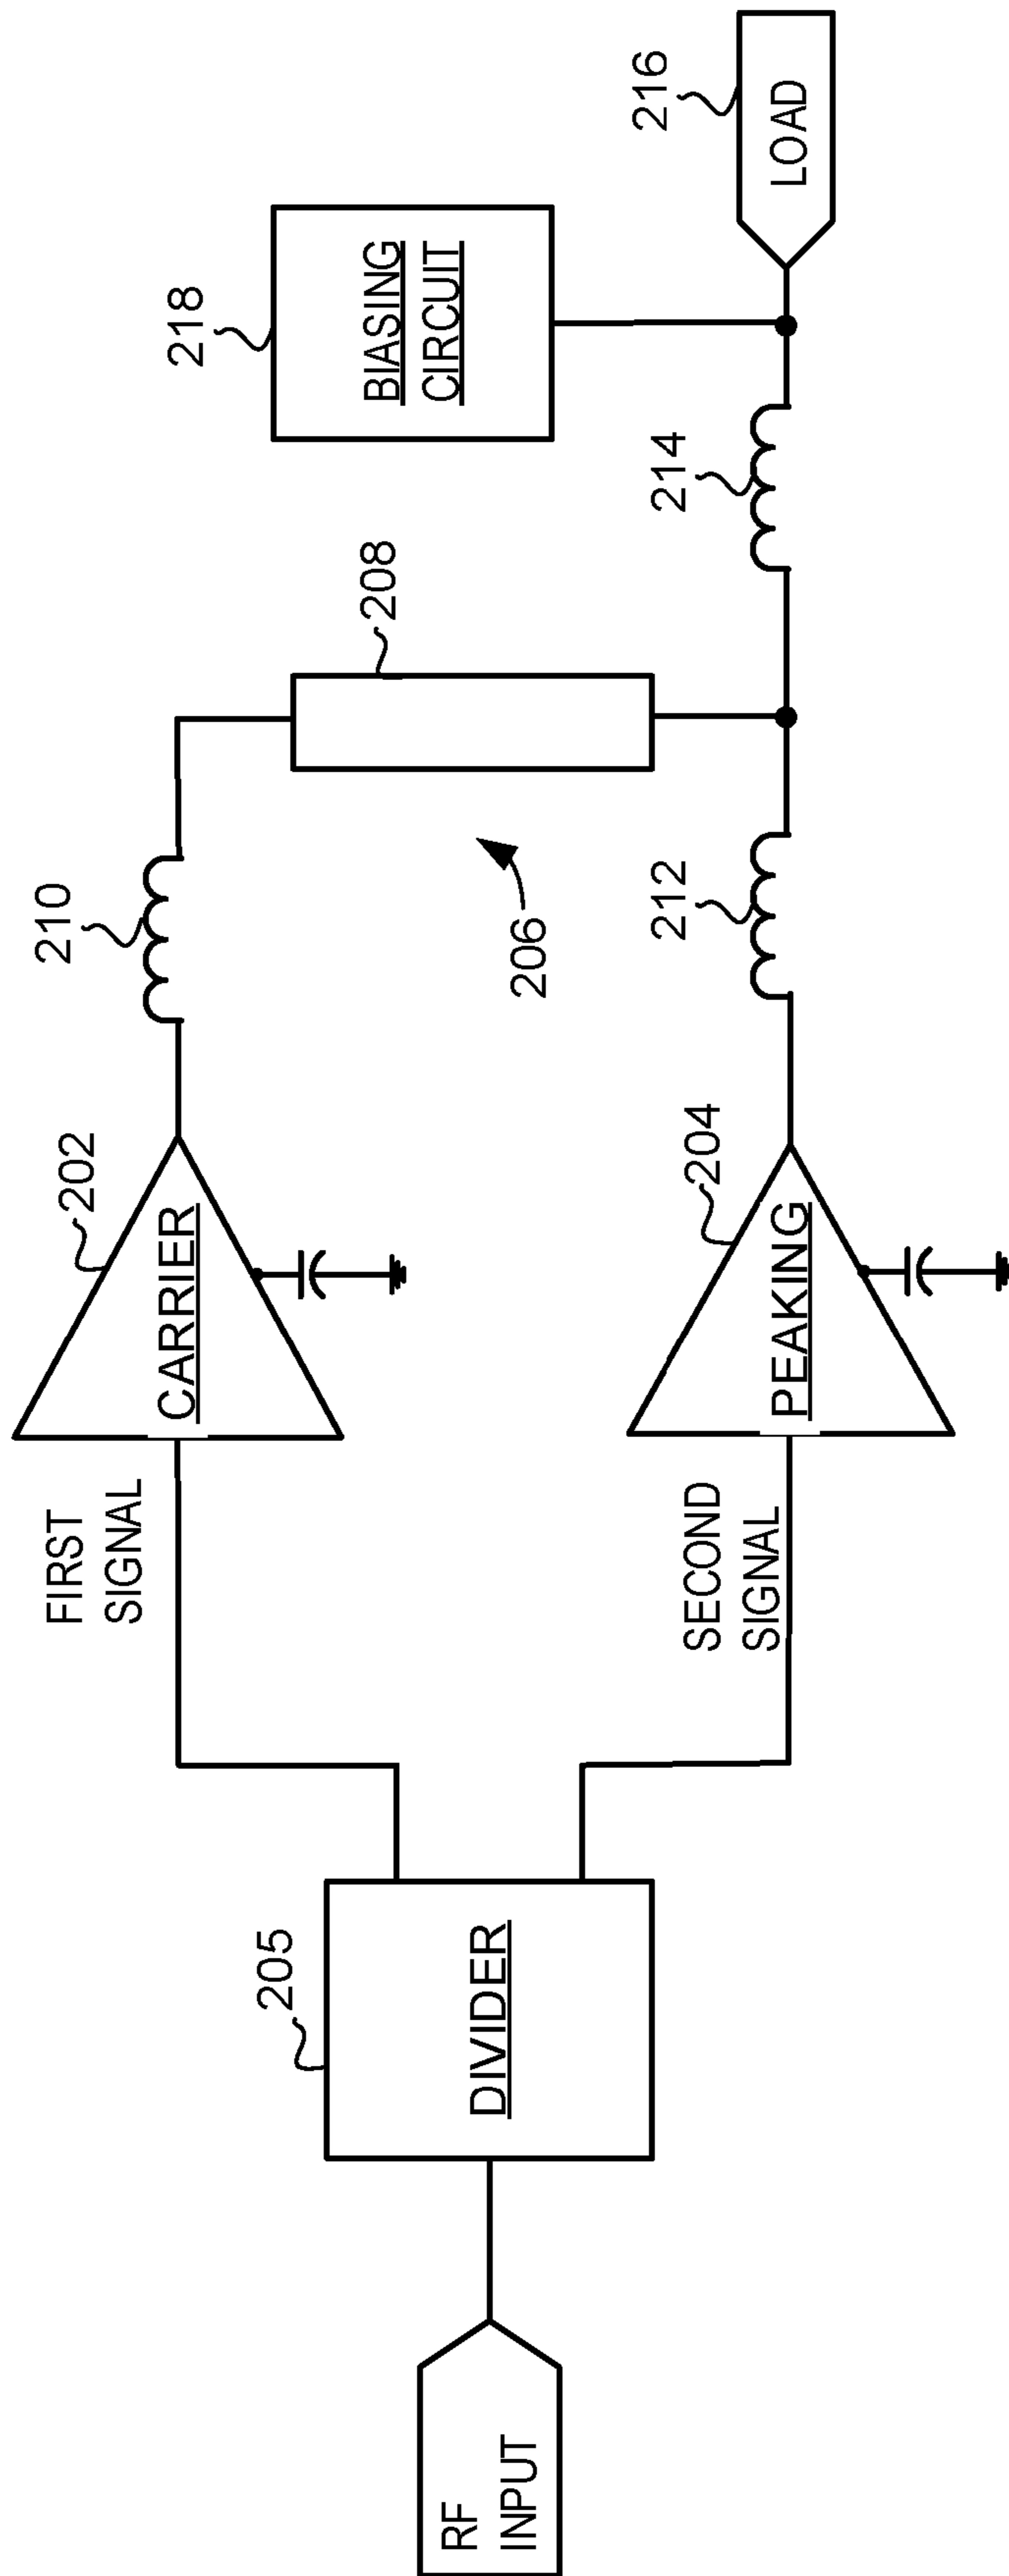 RF
INPUT
205
DIVIDER
FIRST
SIGNAL
SECOND
SIGNAL
202
CARRIER
204
PEAKING
210
206
212
208
214
218
BIASING
CIRCUIT
216
LOAD